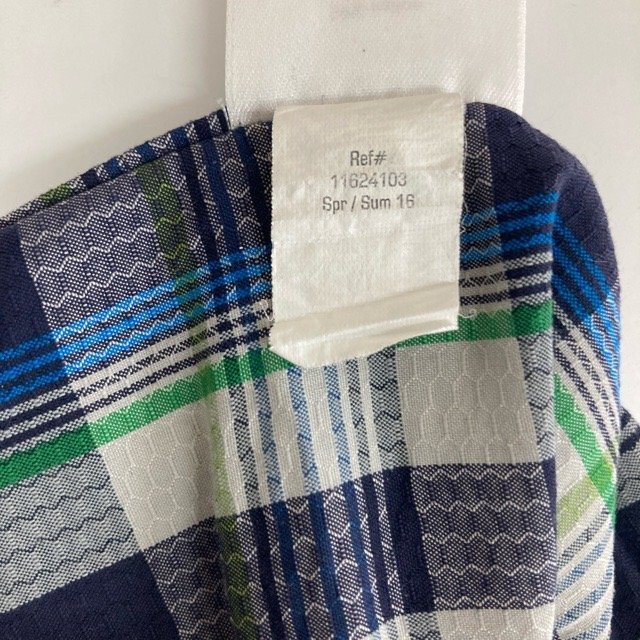 Ref#
11624103
Spr / Sum 16